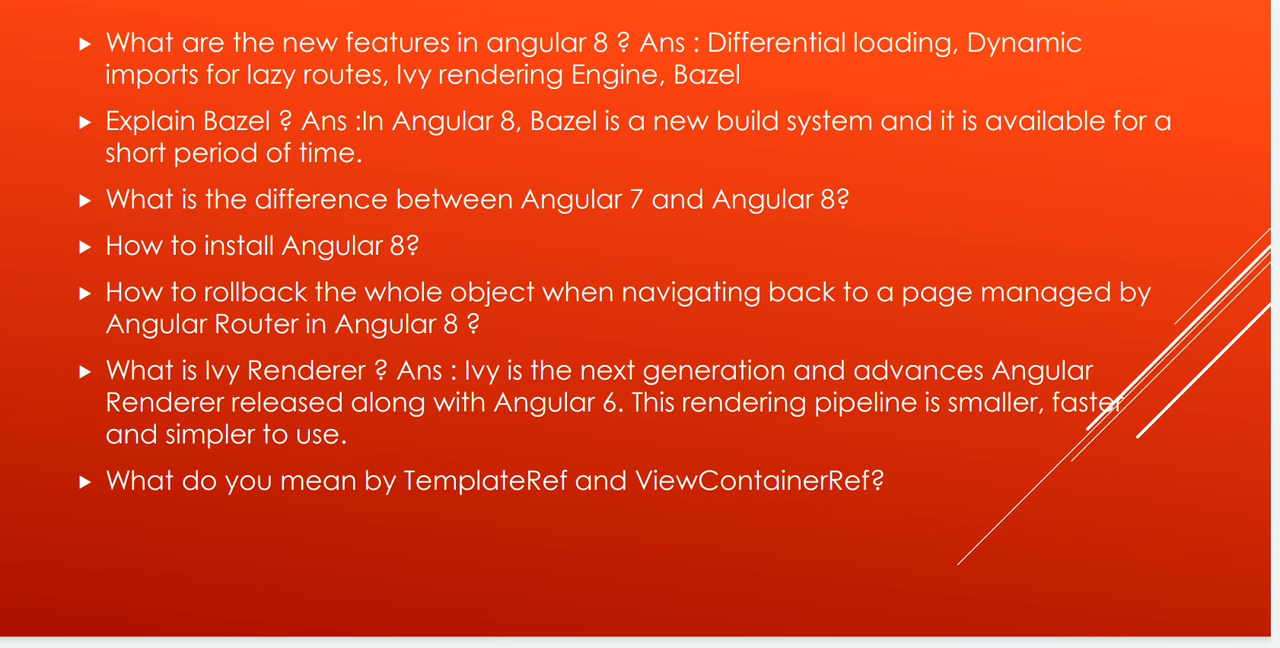 What are the new features in angular 8 ? Ans : Differential loading, Dynamic
imports for lazy routes, Ivy rendering Engine, Bazel
Explain Bazel ? Ans :In Angular 8, Bazel is a new build system and it is available for a
short period of time.
What is the difference between Angular 7 and Angular 8?
How to install Angular 8?
How to rollback the whole object when navigating back to a page managed by
Angular Router in Angular 8 ?
What is Ivy Renderer ? Ans : Ivy is the next generation and advances Angular
Renderer released along with Angular 6. This rendering pipeline is smaller, faster
and simpler to use.
What do you mean by TemplateRef and ViewContainerRef?